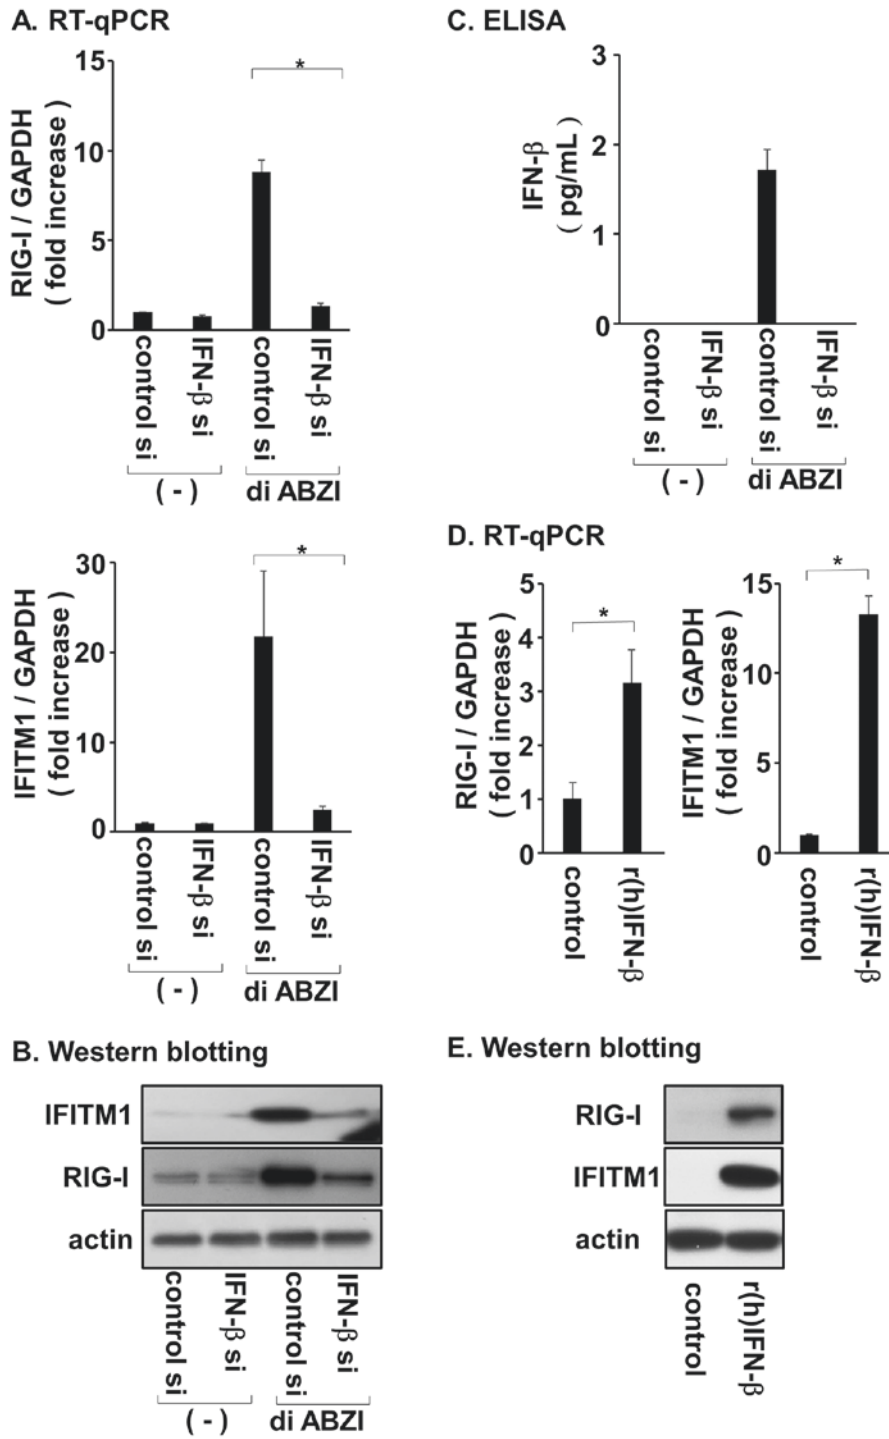 A. RT-qPCR
RIG-I / GAPDH
( fold increase )
15
10
5
0
*
control si
IFN-β si
control si
IFN-β si
( - )
di ABZI
IFITM1 / GAPDH
( fold increase )
30
20
10
0
*
control si
IFN-β si
control si
IFN-β si
( - )
di ABZI
B. Western blotting
IFITM1
RIG-I
actin
control si
IFN-β si
control si
IFN-β si
( - )
di ABZI
C. ELISA
IFN-β
( pg/mL )
3
2
1
0
control si
IFN-β si
control si
IFN-β si
( - )
di ABZI
D. RT-qPCR
RIG-I / GAPDH
( fold increase )
5
4
3
2
1
0
*
control
r(h)IFN-β
IFITM1 / GAPDH
( fold increase )
15
10
5
0
*
control
r(h)IFN-β
E. Western blotting
RIG-I
IFITM1
actin
control
r(h)IFN-β